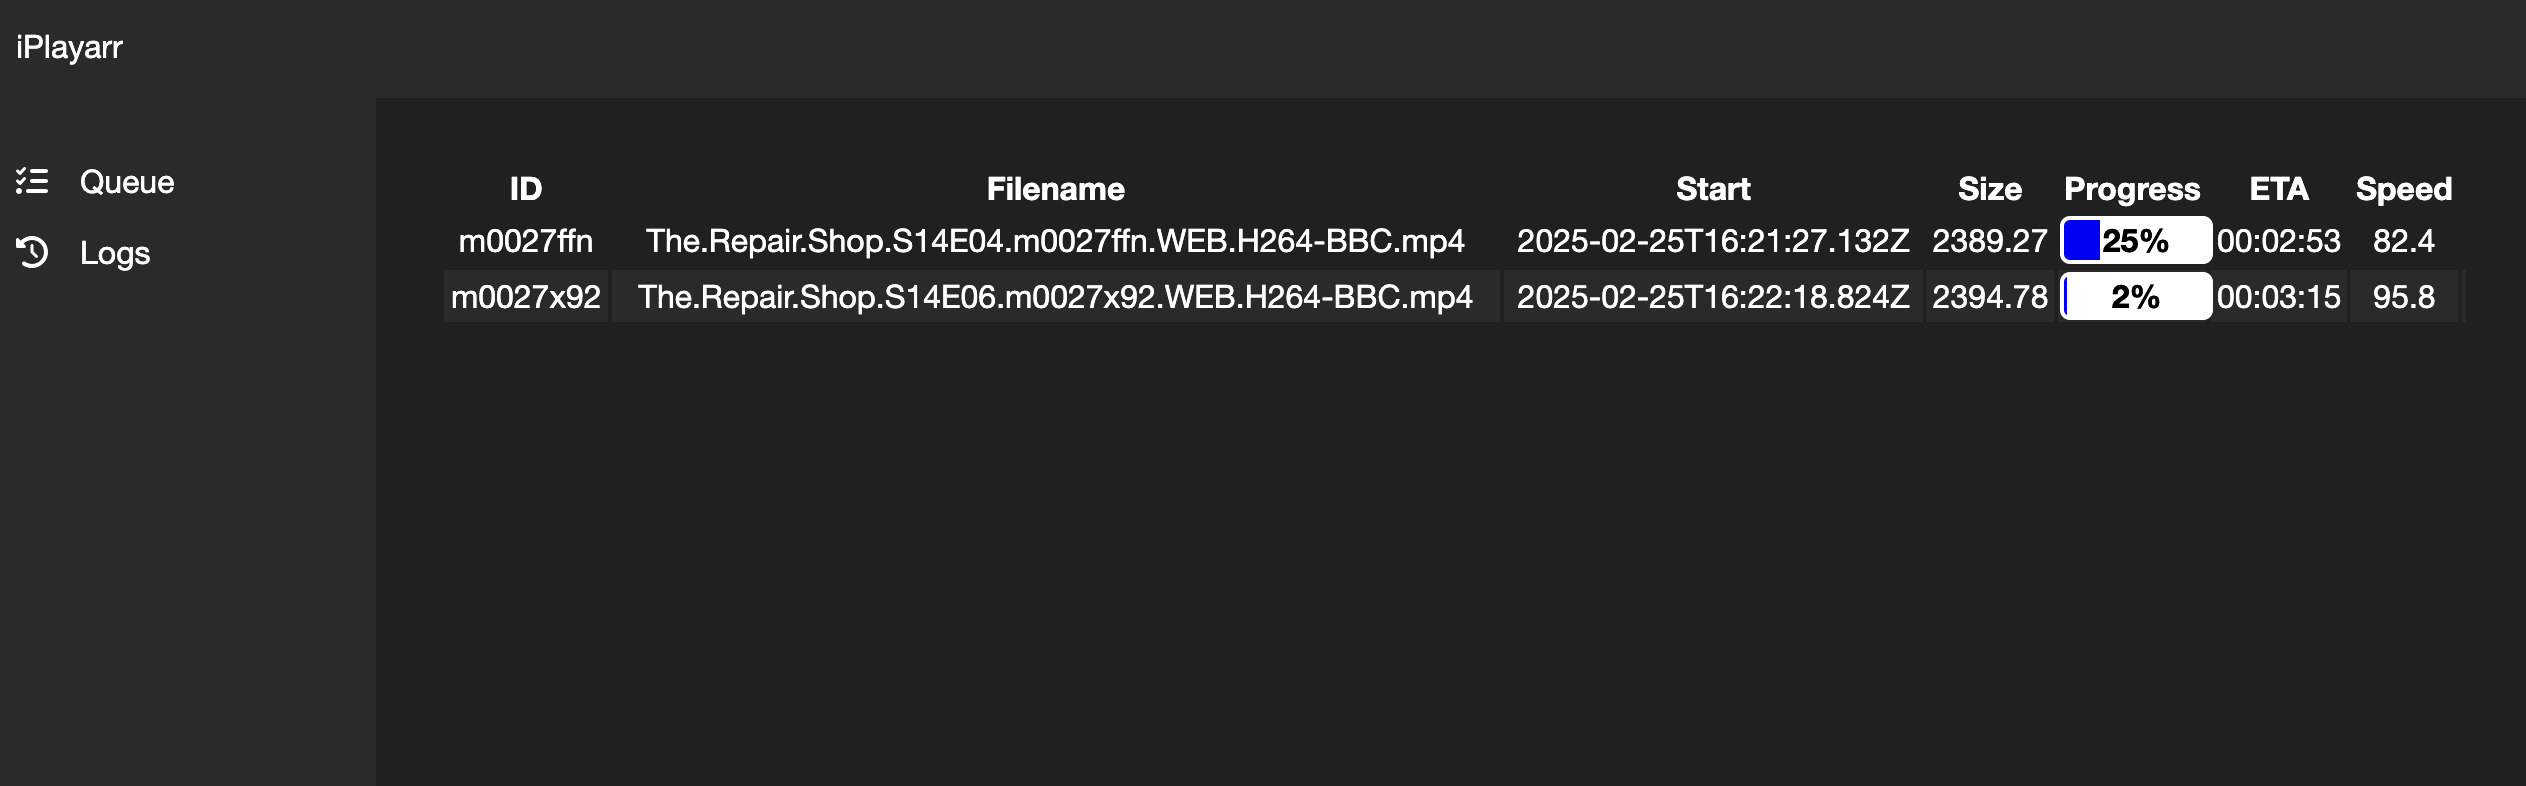 iPlayarr
Queue
Logs
ID Filename Start Size Progress ETA Speed
m0027ffn The.Repair.Shop.S14E04.m0027ffn.WEB.H264-BBC.mp4 2025-02-25T16:21:27.132Z 2389.27 25% 00:02:53 82.4
m0027x92 The.Repair.Shop.S14E06.m0027x92.WEB.H264-BBC.mp4 2025-02-25T16:22:18.824Z 2394.78 2% 00:03:15 95.8